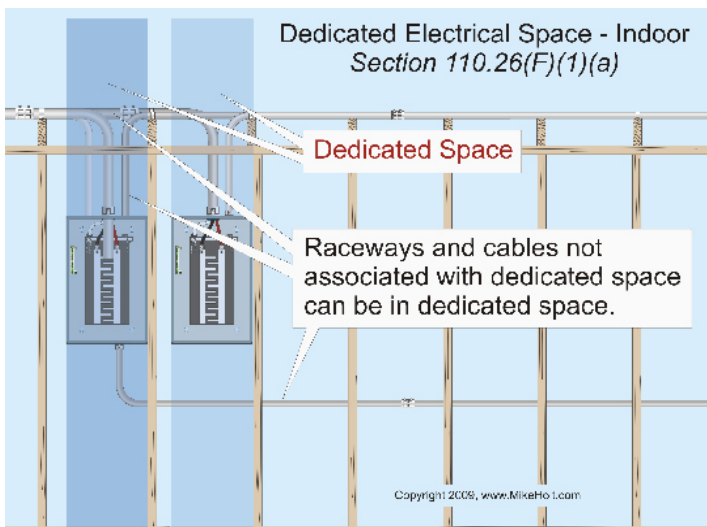 Dedicated Electrical Space - Indoor
Section 110.26(F)(1)(a)
Dedicated Space
Raceways and cables not
associated with dedicated space
can be in dedicated space.
Copyright 2009, www.MikeHolt.com